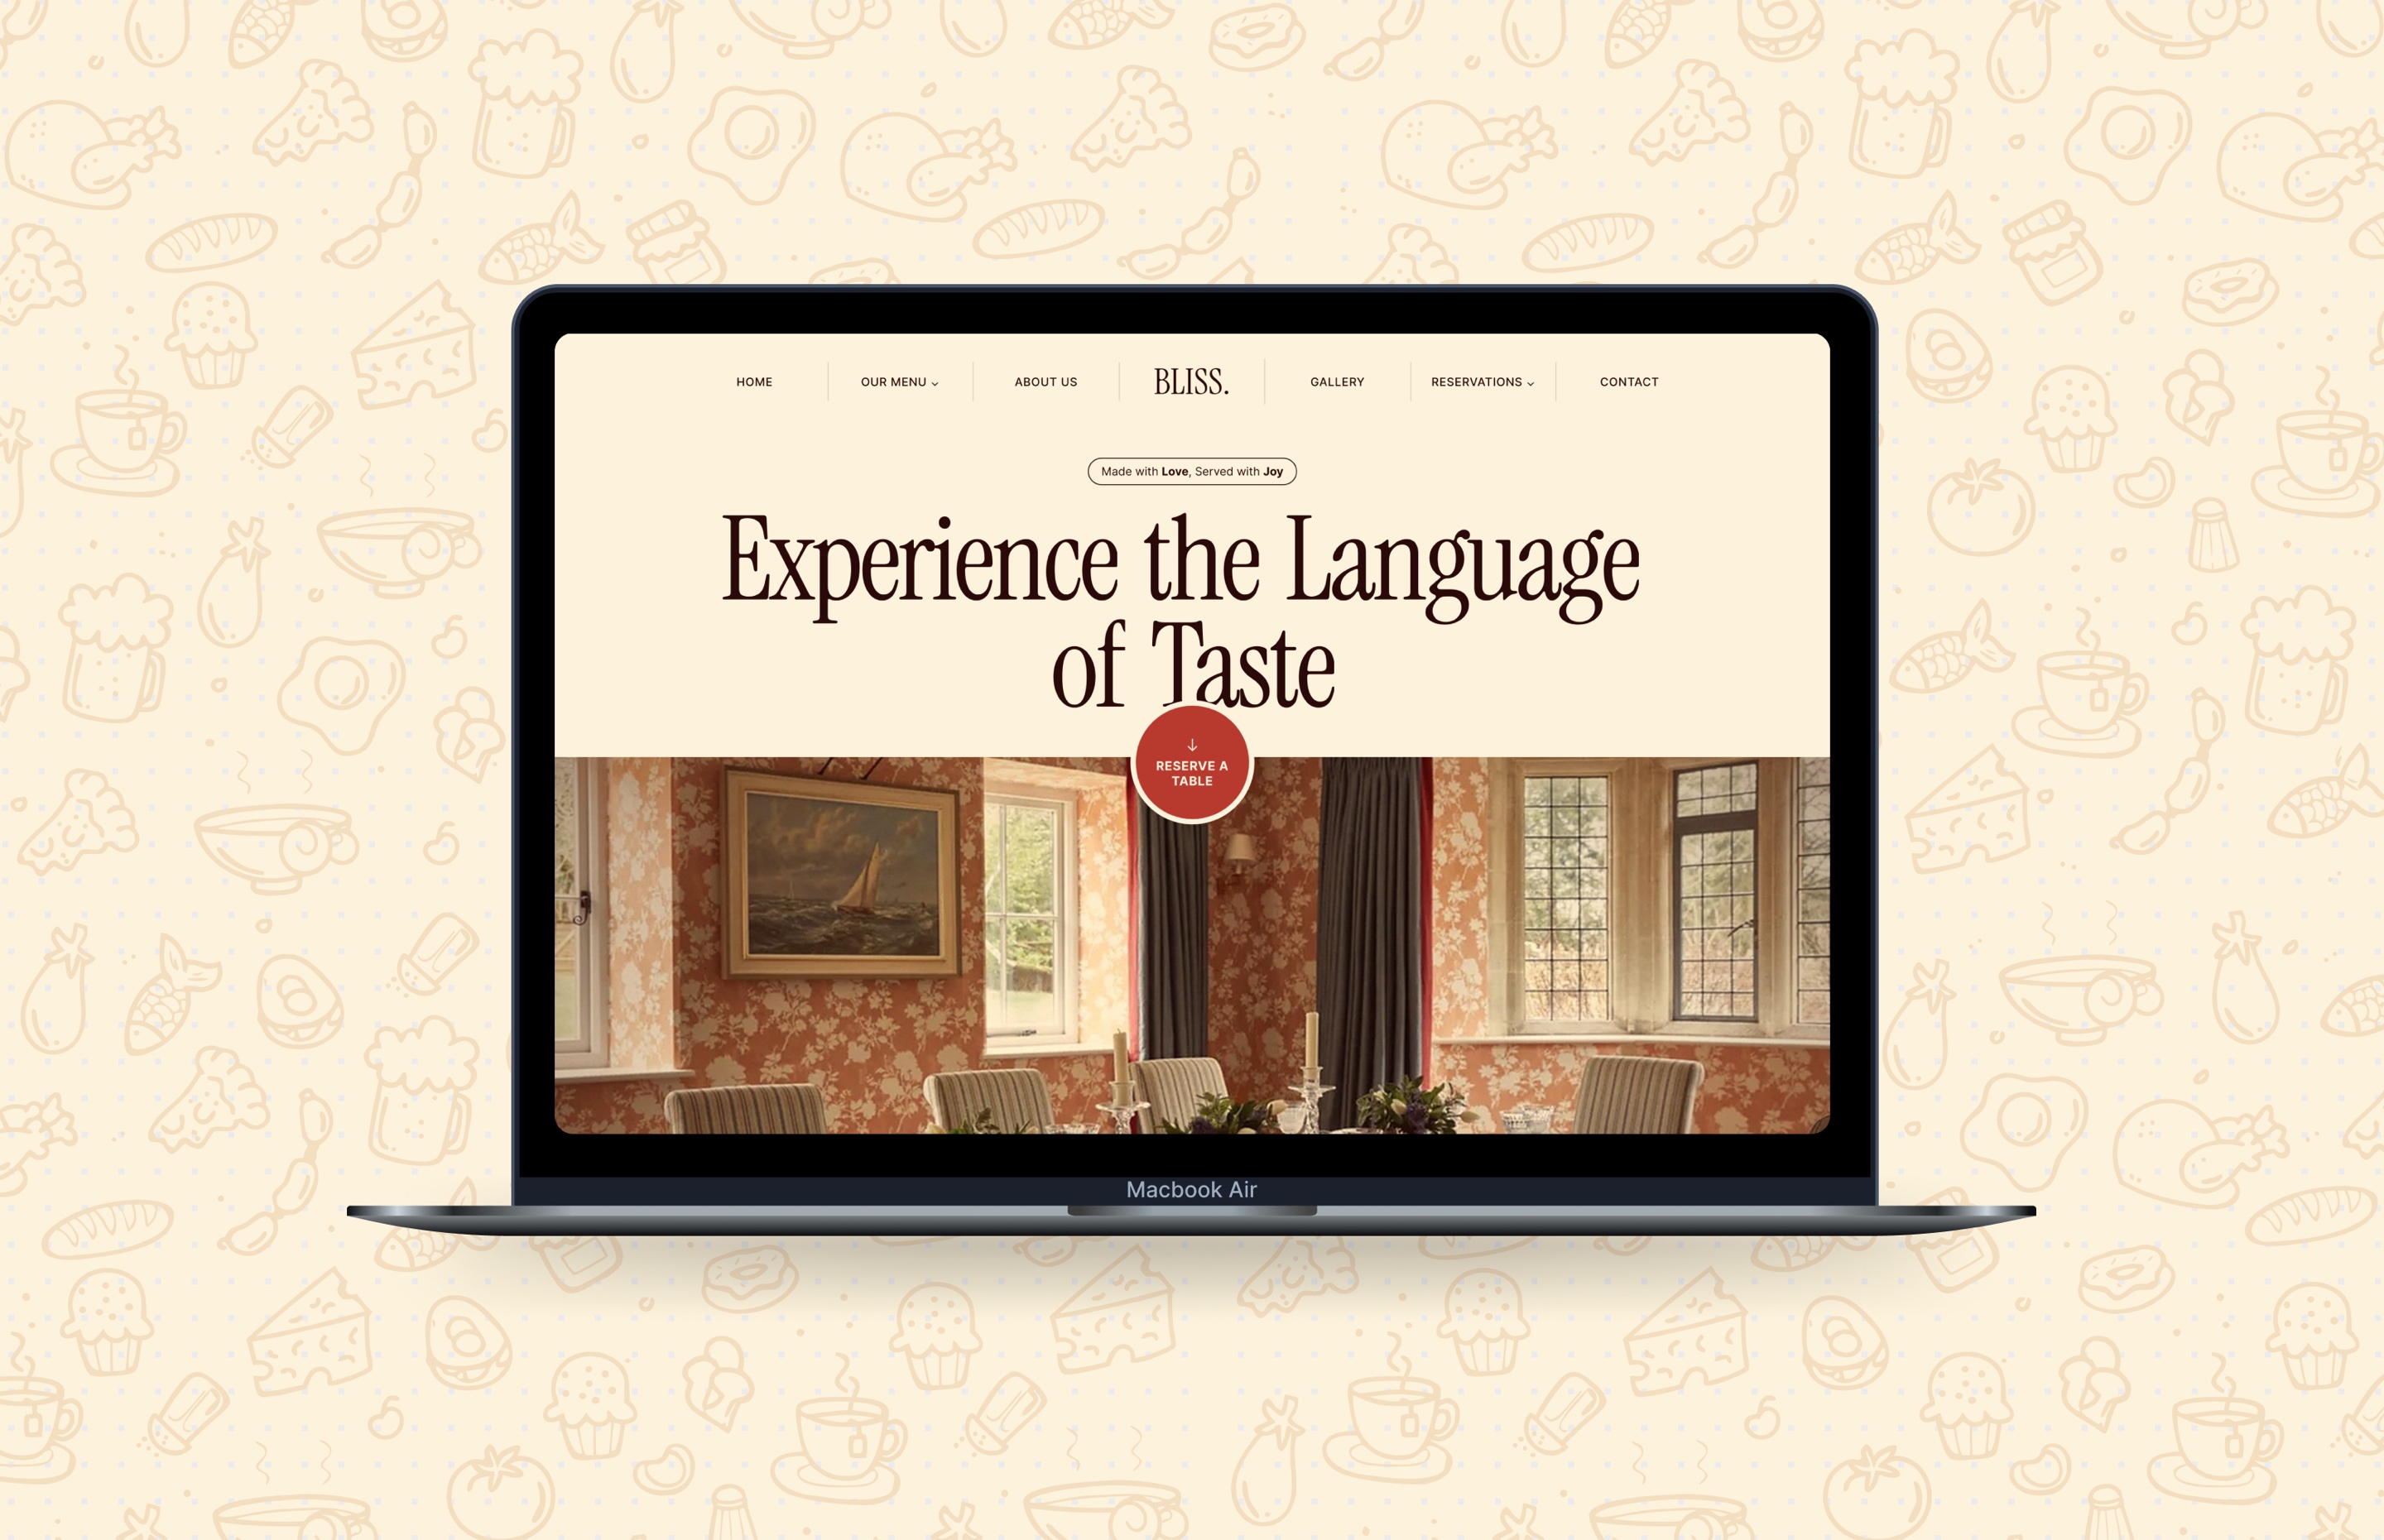 HOME
OUR MENU
ABOUT US
BLISS.
GALLERY
RESERVATIONS
CONTACT
Made with Love, Served with Joy
Experience the Language
of Taste
RESERVE A
TABLE
Macbook Air